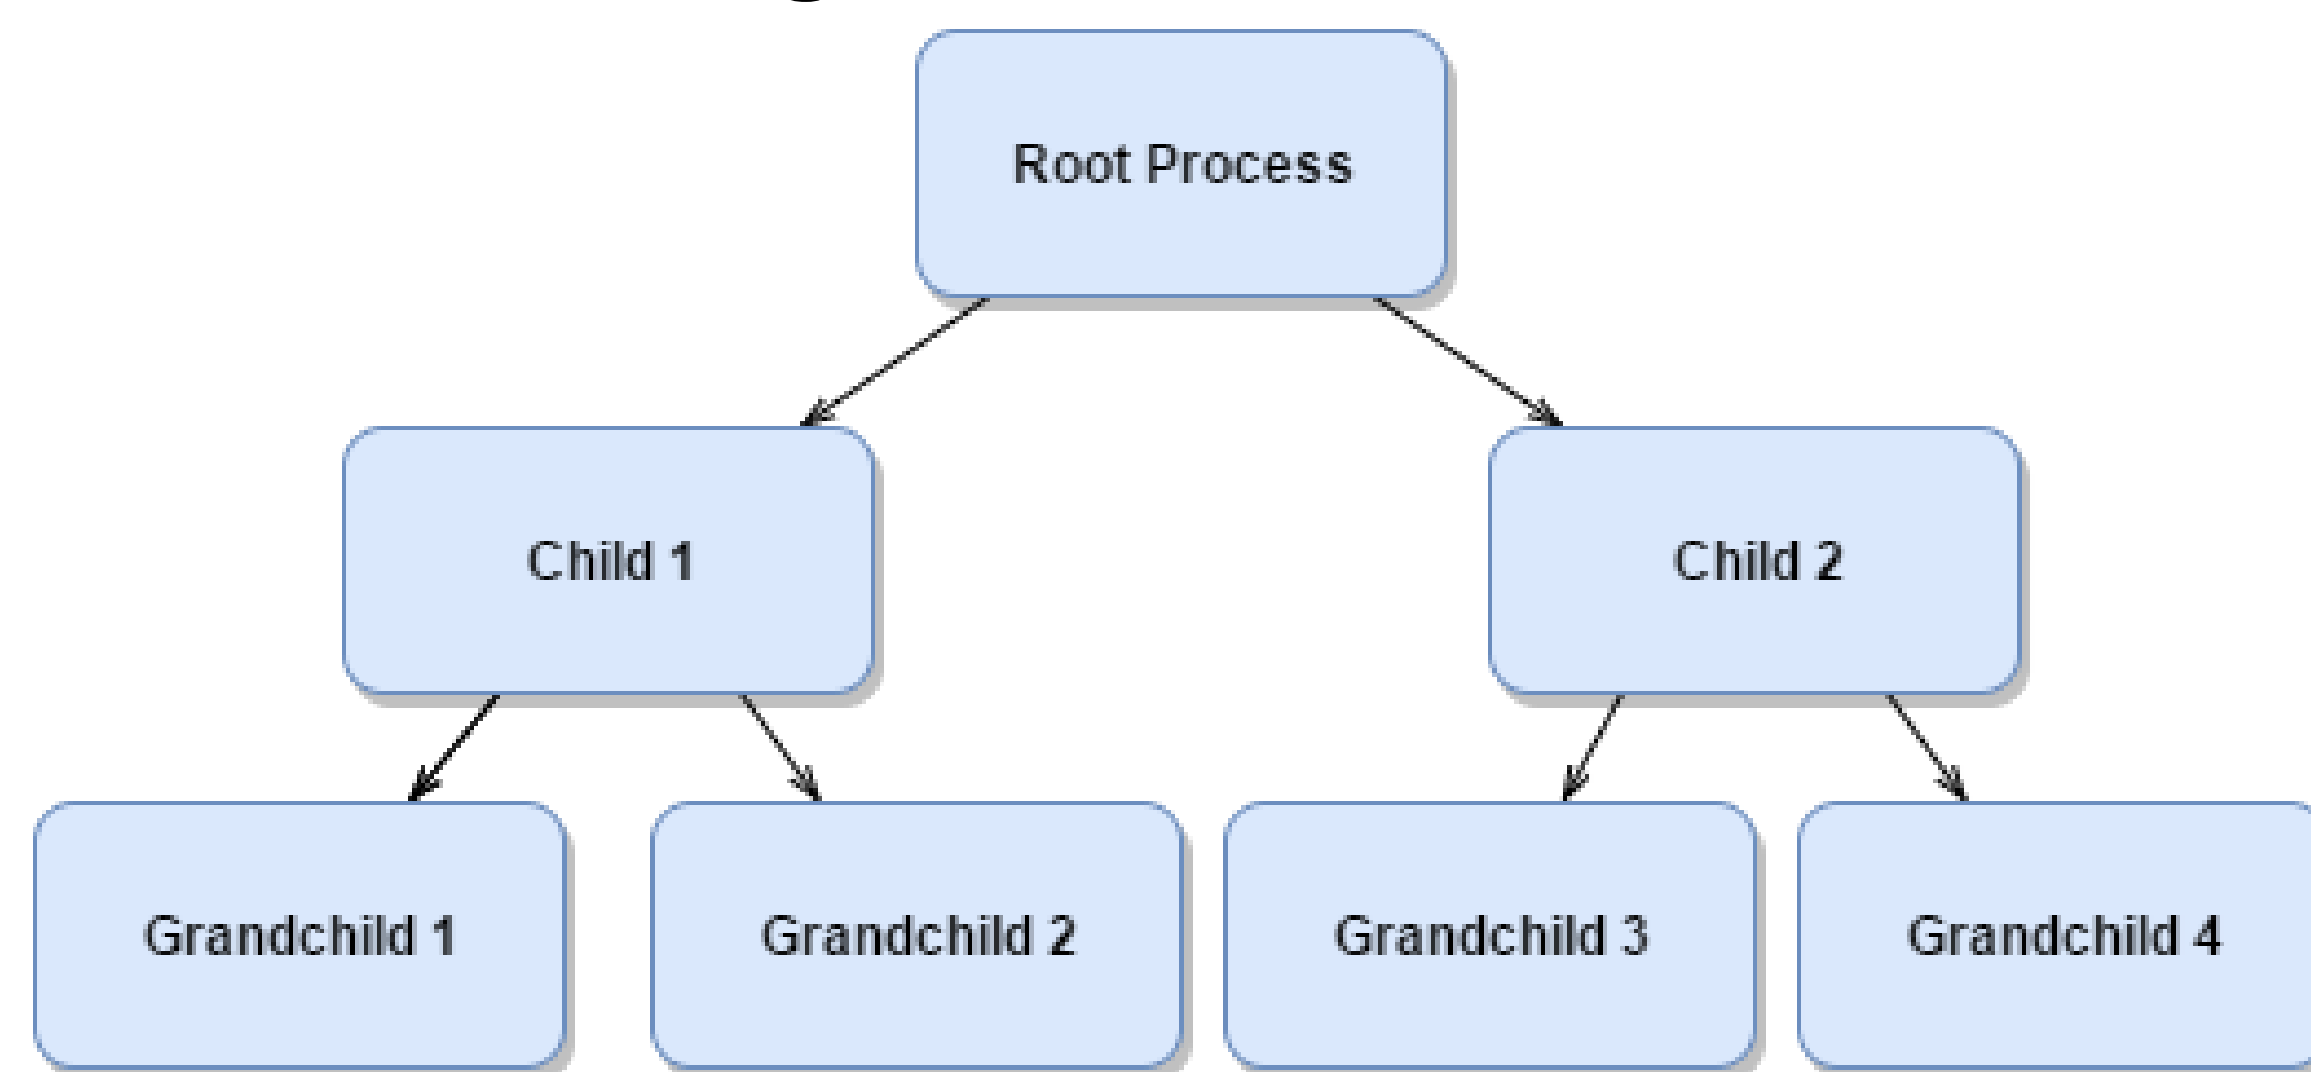 Root Process
Child 1
Child 2
Grandchild 1
Grandchild 2
Grandchild 3
Grandchild 4